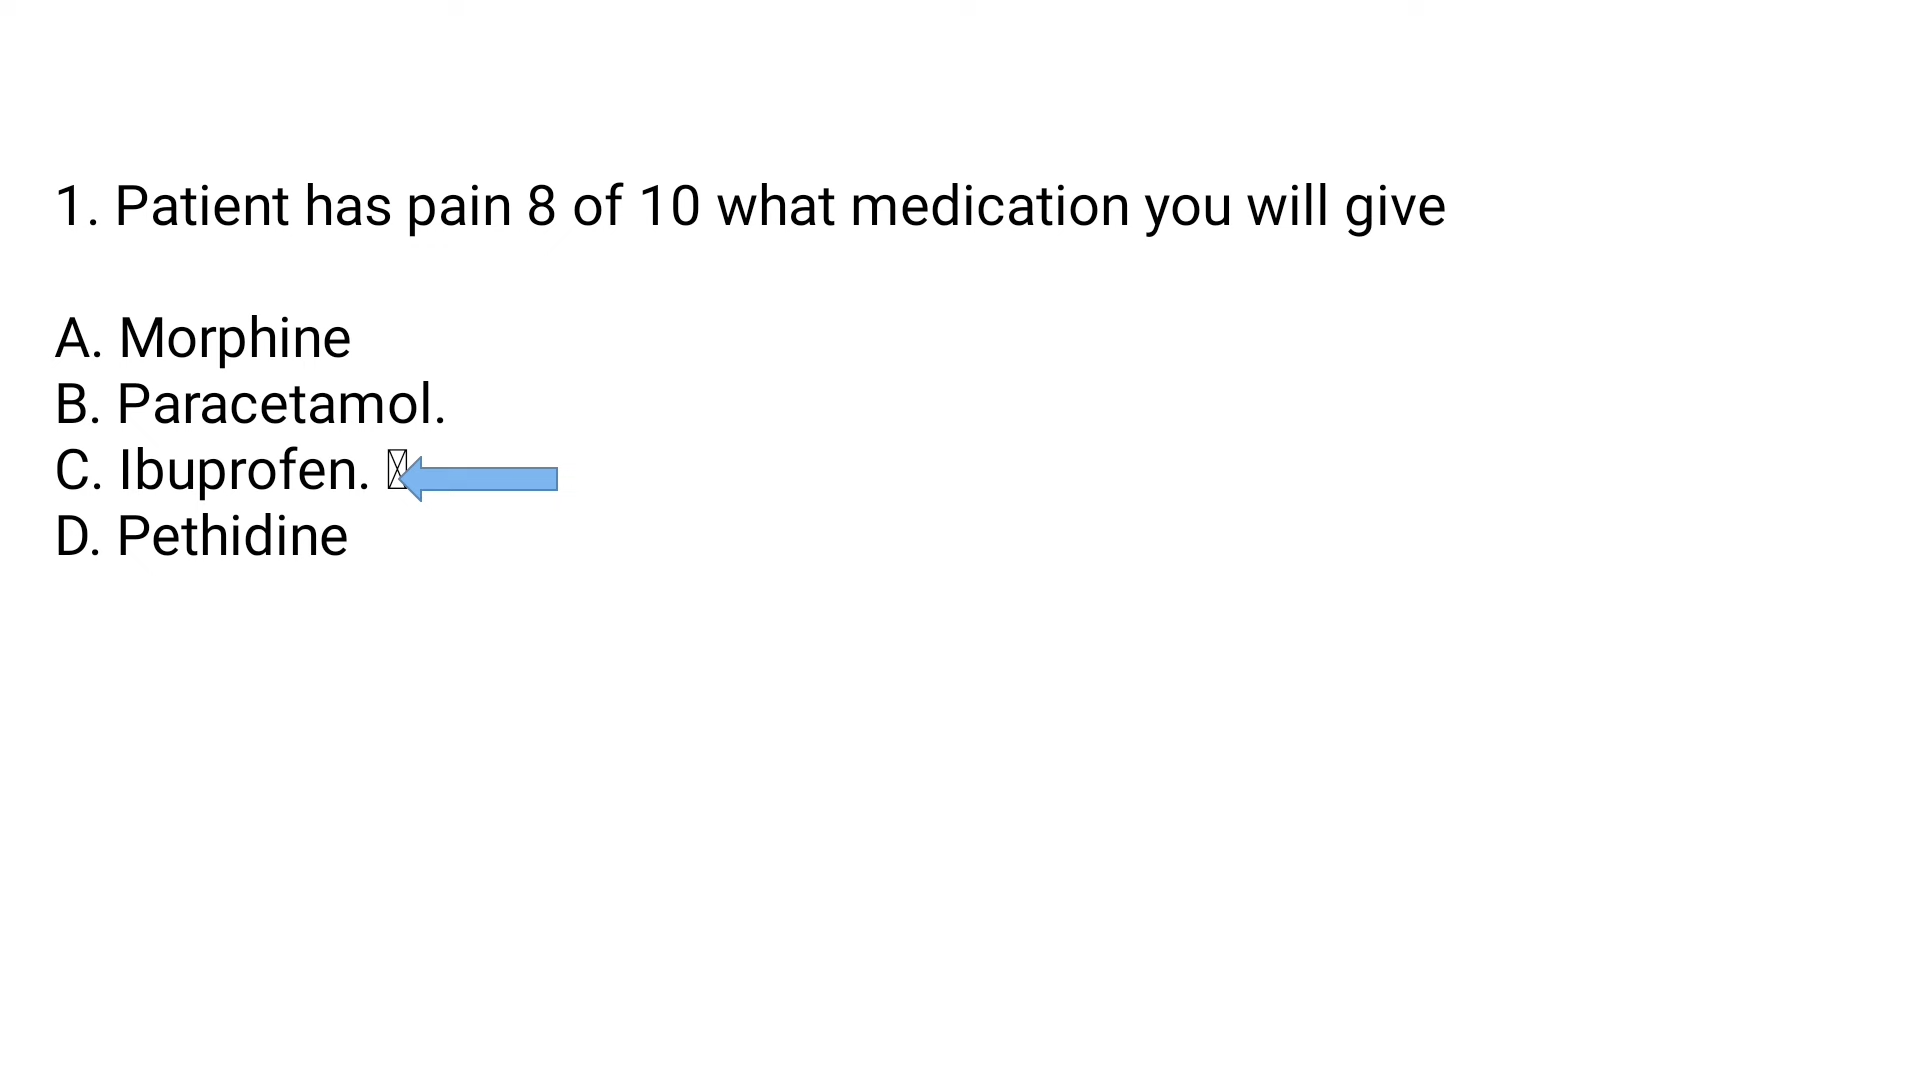 1. Patient has pain 8 of 10 what medication you will give
A. Morphine
B. Paracetamol.
C. Ibuprofen.
D. Pethidine